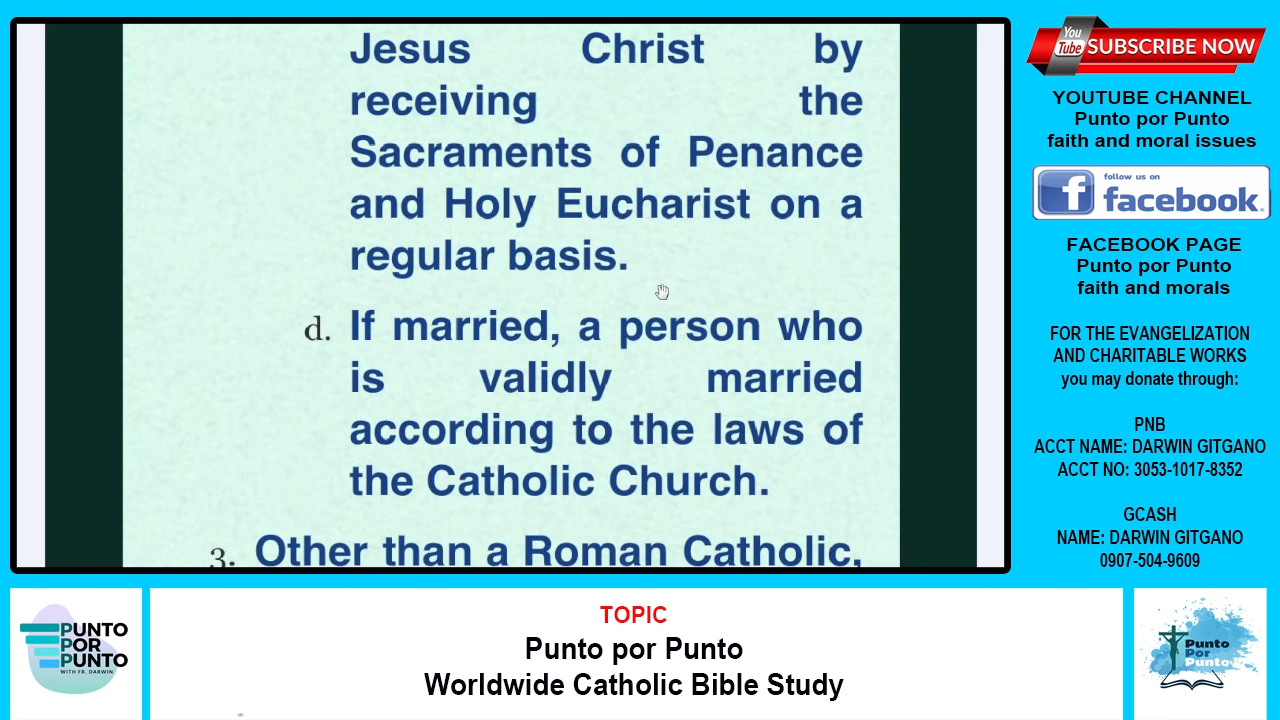 Jesus Christ by
receiving the
Sacraments of Penance
and Holy Eucharist on a
regular basis.
d. If married, a person who
is validly married
according to the laws of
the Catholic Church.
3. Other than a Roman Catholic,
You
Tube SUBSCRIBE NOW
YOUTUBE CHANNEL
Punto por Punto
faith and moral issues
follow us on
facebook
FACEBOOK PAGE
Punto por Punto
faith and morals
FOR THE EVANGELIZATION
AND CHARITABLE WORKS
you may donate through:
PNB
ACCT NAME: DARWIN GITGANO
ACCT NO: 3053-1017-8352
GCASH
NAME: DARWIN GITGANO
0907-504-9609
PUNTO
POR
PUNTO
WITH FR. DARWIN
TOPIC
Punto por Punto
Worldwide Catholic Bible Study
Punto
Por
Punto